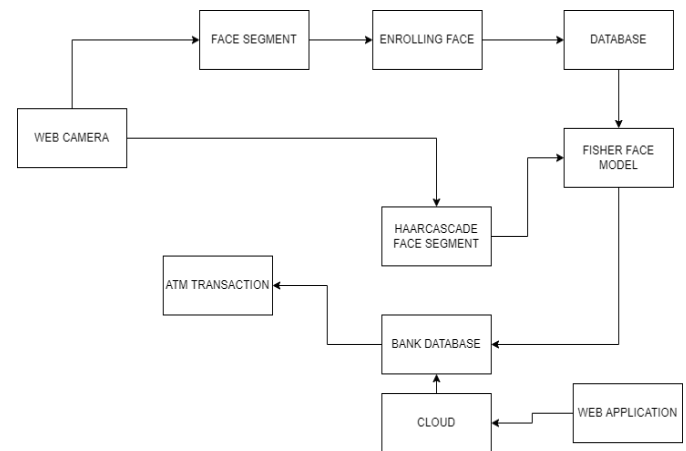 FACE SEGMENT
ENROLLING FACE
DATABASE
WEB CAMERA
FISHER FACE
MODEL
HAARCASCADE
FACE SEGMENT
ATM TRANSACTION
BANK DATABASE
CLOUD
WEB APPLICATION